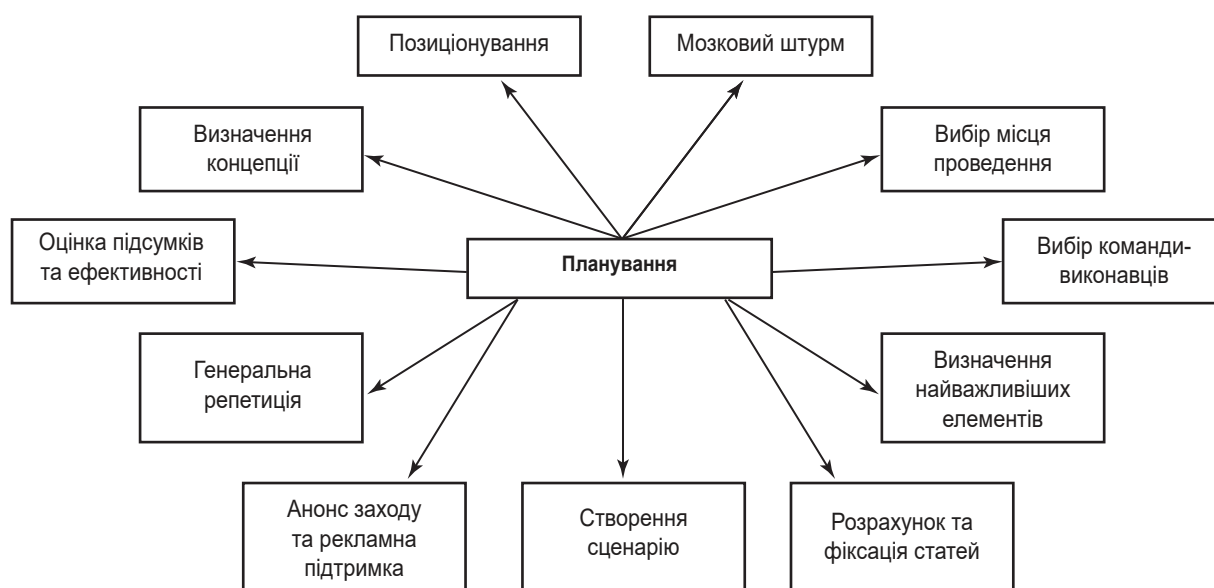 Позиціонування
Мозковий штурм
Визначення
концепції
Вибір місця
проведення
Оцінка підсумків
та ефективності
Планування
Вибір команди-
виконавців
Генеральна
репетиція
Визначення
найважливіших
елементів
Анонс заходу
та рекламна
підтримка
Створення
сценарію
Розрахунок та
фіксація статей